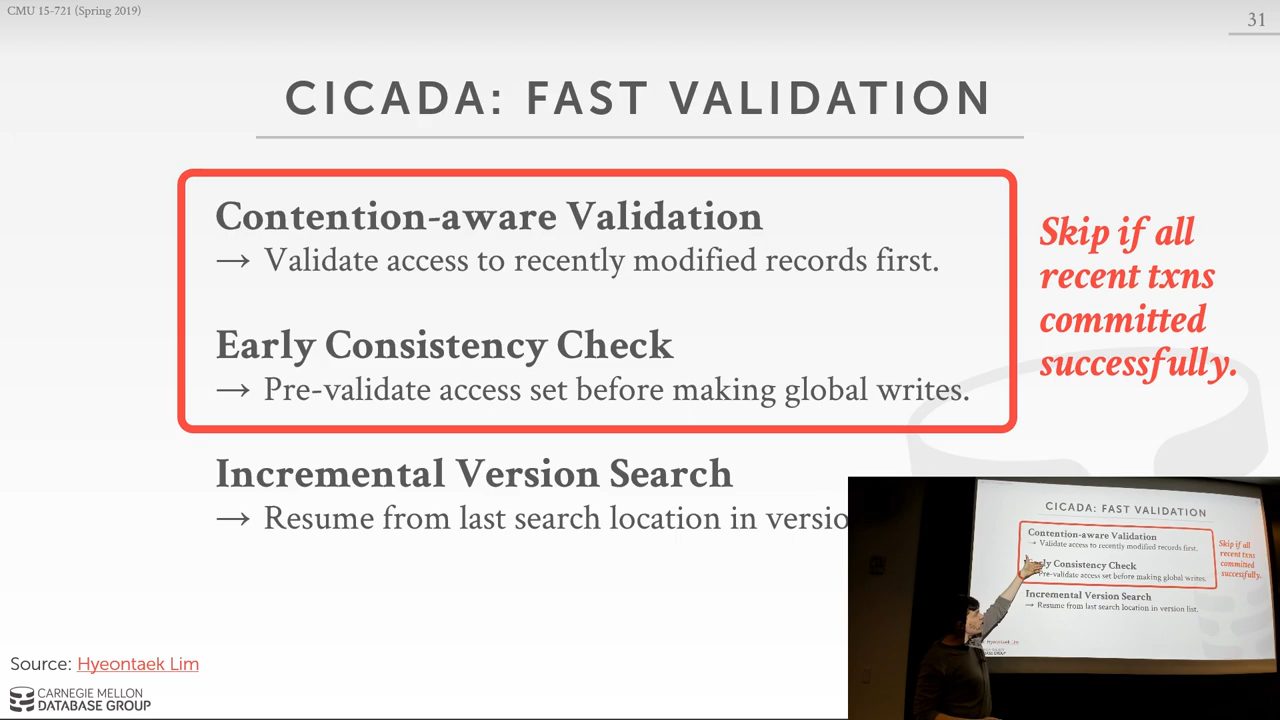 CMU 15-721 (Spring 2019)
31
CICADA: FAST VALIDATION
Contention-aware Validation
→ Validate access to recently modified records first.
Early Consistency Check
→ Pre-validate access set before making global writes.
Skip if all
recent txns
committed
successfully.
Incremental Version Search
→ Resume from last search location in versio
Source: Hyeontaek Lim
CARNEGIE MELLON
DATABASE GROUP
CICADA: FAST VALIDATION
Contention-aware Validation
→ Validate access to recently modified records first.
Early Consistency Check
Pre-validate access set before making global writes.
Skip if all
recent txns
committed
successfully.
Incremental Version Search
→ Resume from last search location in version list.